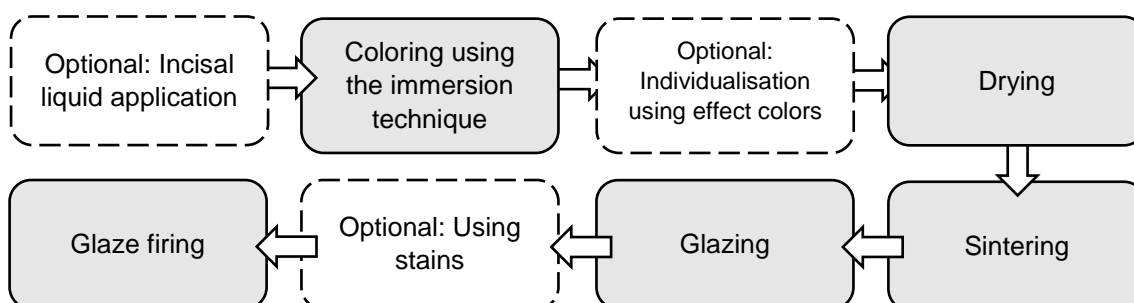 Optional: Incisal
liquid application
Coloring using
the immersion
technique
Optional:
Individualisation
using effect colors
Drying
Glaze firing
Optional: Using
stains
Glazing
Sintering